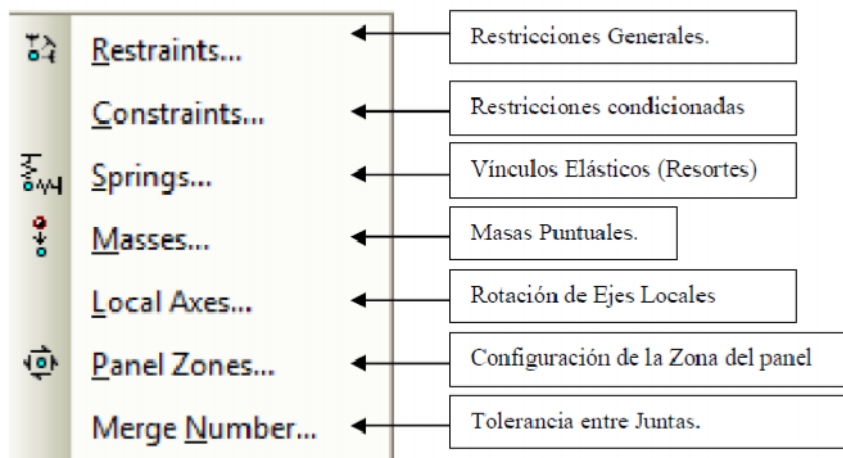 Restraints...
Restricciones Generales.
Constraints...
Restricciones condicionadas
Springs...
Vínculos Elásticos (Resortes)
Masses...
Masas Puntuales.
Local Axes...
Rotación de Ejes Locales
Panel Zones...
Configuración de la Zona del panel
Merge Number...
Tolerancia entre Juntas.